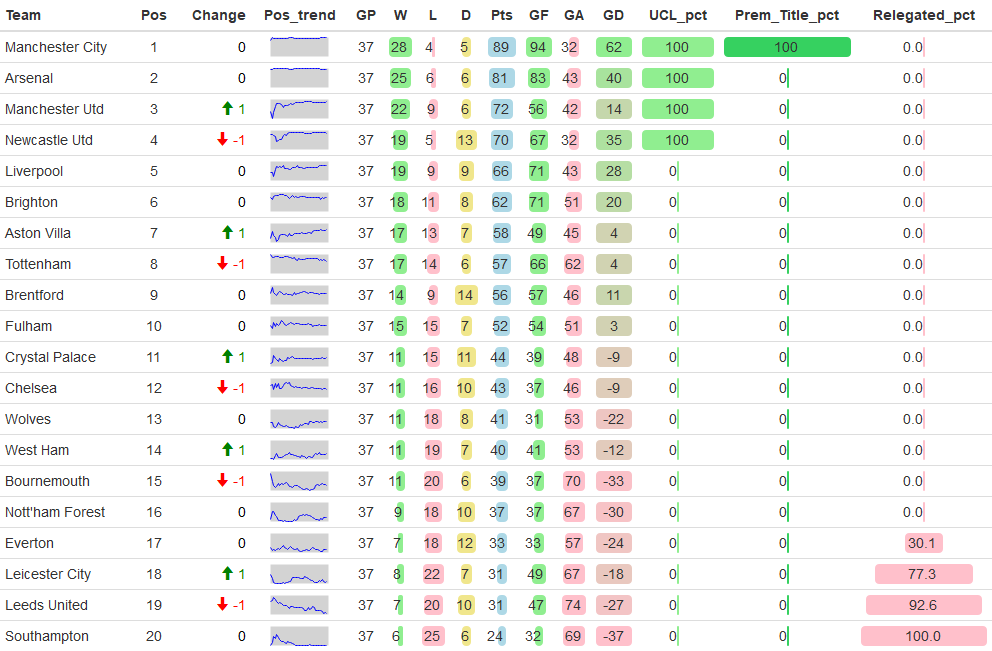 Team Pos Change Pos_trend GP W L D Pts GF GA GD UCL_pct Prem_Title_pct Relegated_pct
Manchester City 1 0 37 28 4 5 89 94 32 62 100 100 0.0
Arsenal 2 0 37 25 6 6 81 83 43 40 100 0 0.0
Manchester Utd 3 1 37 22 9 6 72 56 42 14 100 0 0.0
Newcastle Utd 4 -1 37 19 5 13 70 67 32 35 100 0 0.0
Liverpool 5 0 37 19 9 9 66 71 43 28 0 0 0.0
Brighton 6 0 37 18 11 8 62 71 51 20 0 0 0.0
Aston Villa 7 1 37 17 13 7 58 49 45 4 0 0 0.0
Tottenham 8 -1 37 17 14 6 57 66 62 4 0 0 0.0
Brentford 9 0 37 14 9 14 56 57 46 11 0 0 0.0
Fulham 10 0 37 15 15 7 52 54 51 3 0 0 0.0
Crystal Palace 11 1 37 11 15 11 44 39 48 -9 0 0 0.0
Chelsea 12 -1 37 11 16 10 43 37 46 -9 0 0 0.0
Wolves 13 0 37 11 18 8 41 31 53 -22 0 0 0.0
West Ham 14 1 37 11 19 7 40 41 53 -12 0 0 0.0
Bournemouth 15 -1 37 11 20 6 39 37 70 -33 0 0 0.0
Nott'ham Forest 16 0 37 9 18 10 37 37 67 -30 0 0 0.0
Everton 17 0 37 7 18 12 33 33 57 -24 0 0 30.1
Leicester City 18 1 37 8 22 7 31 49 67 -18 0 0 77.3
Leeds United 19 -1 37 7 20 10 31 47 74 -27 0 0 92.6
Southampton 20 0 37 6 25 6 24 32 69 -37 0 0 100.0